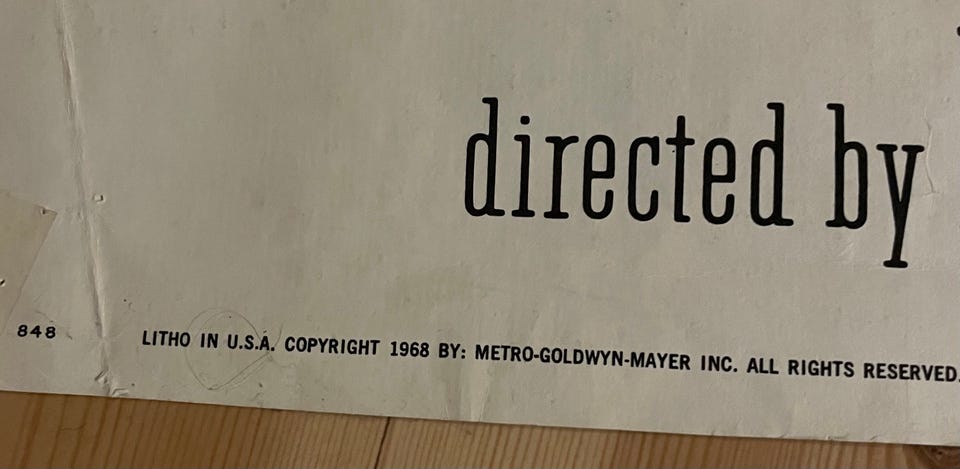 directed by
848
LITHO IN U.S.A. COPYRIGHT 1968 BY: METRO-GOLDWYN-MAYER INC. ALL RIGHTS RESERVED.